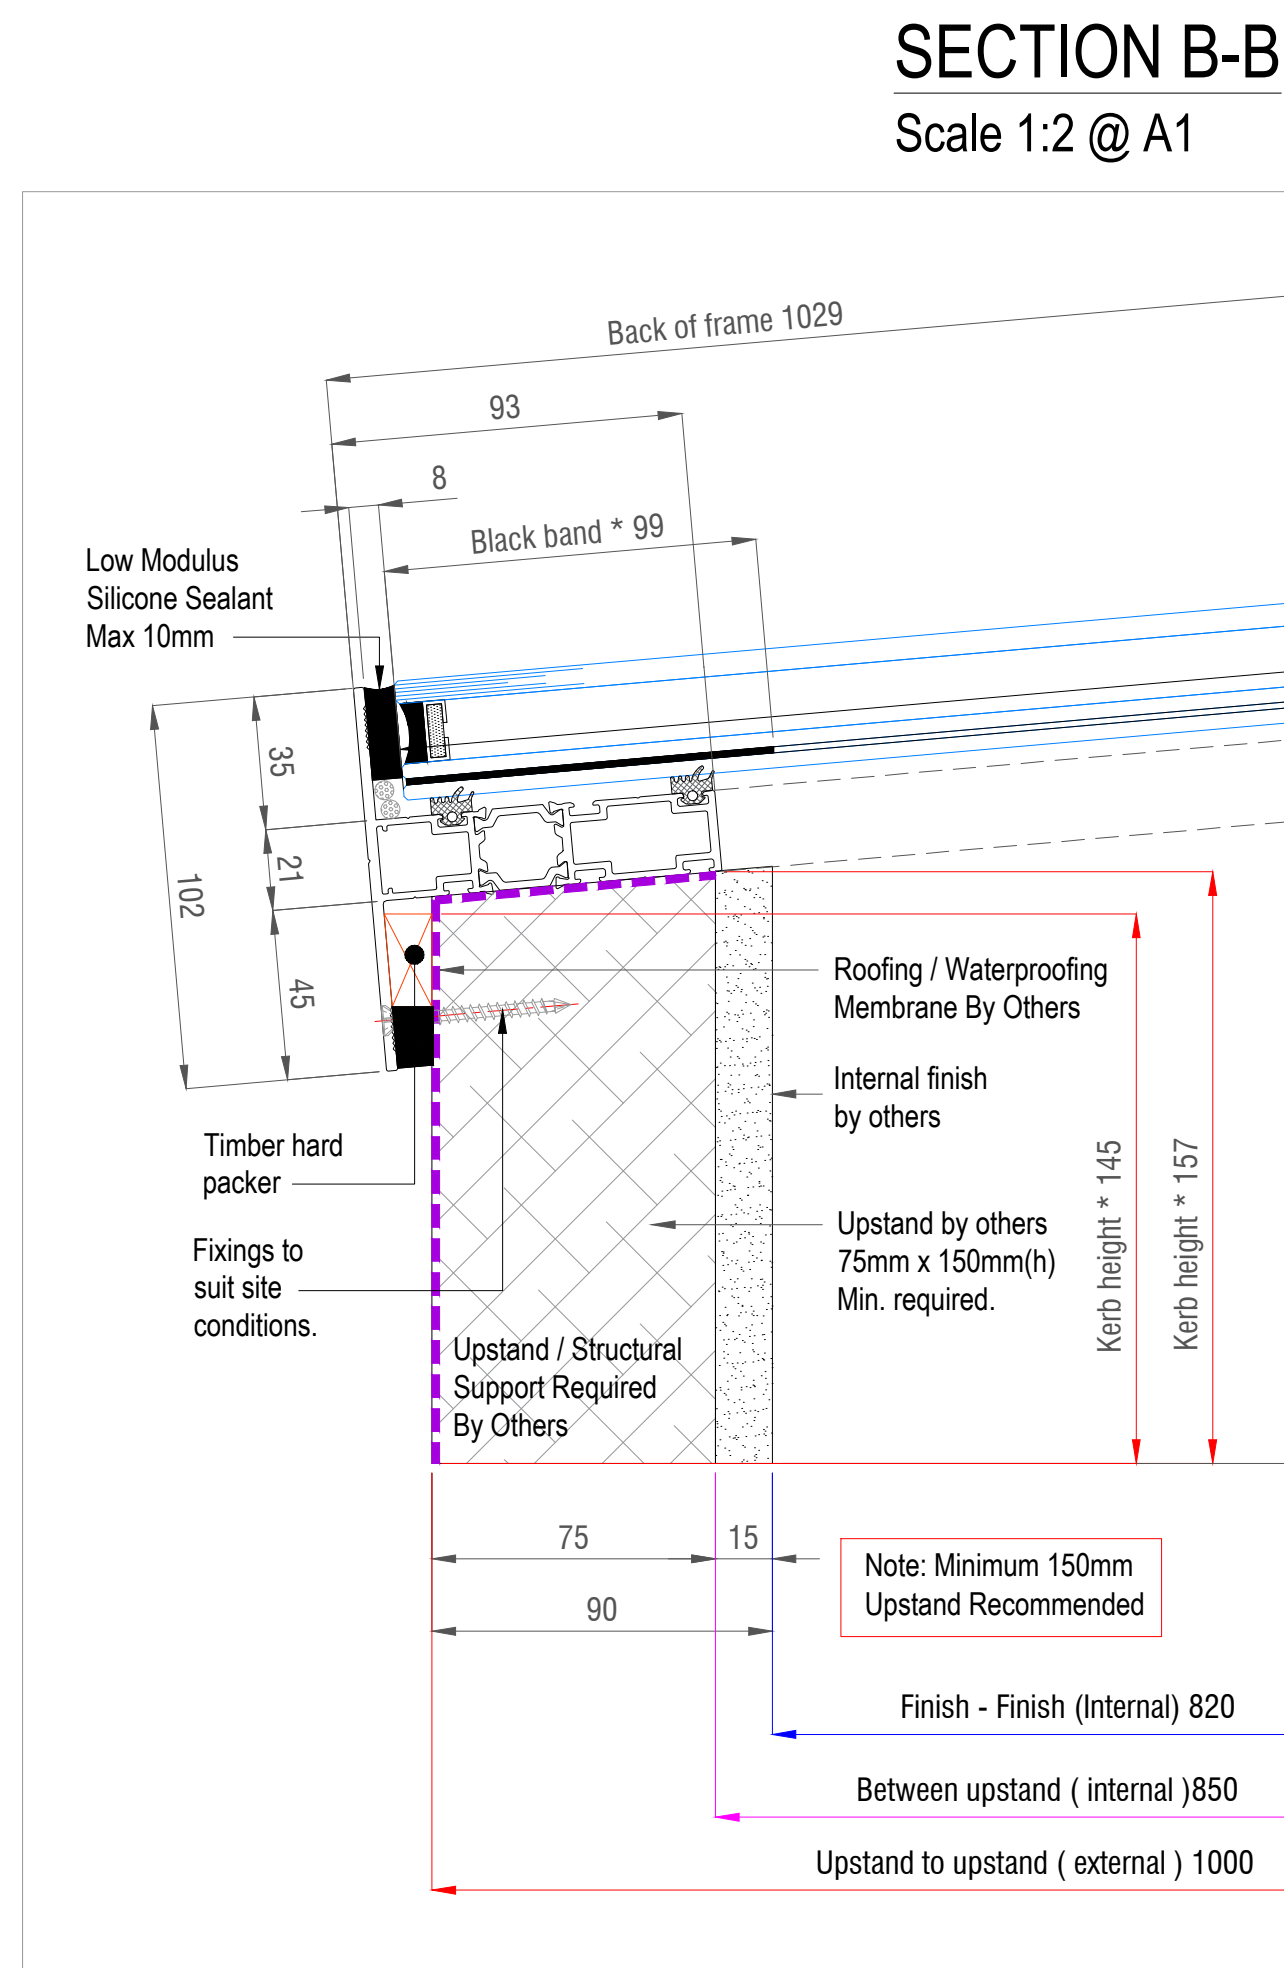 SECTION B-B
Scale 1:2 @ A1
Back of frame 1029
93
8
Black band * 99
Low Modulus
Silicone Sealant
Max 10mm
35
21
102
45
Roofing / Waterproofing
Membrane By Others
Internal finish
by others
Timber hard
packer
Kerb height * 145
Kerb height * 157
Upstand by others
75mm x 150mm(h)
Min. required.
Fixings to
suit site
conditions.
Upstand / Structural
Support Required
By Others
75
15
90
Note: Minimum 150mm
Upstand Recommended
Finish - Finish (Internal) 820
Between upstand ( internal )850
Upstand to upstand ( external ) 1000